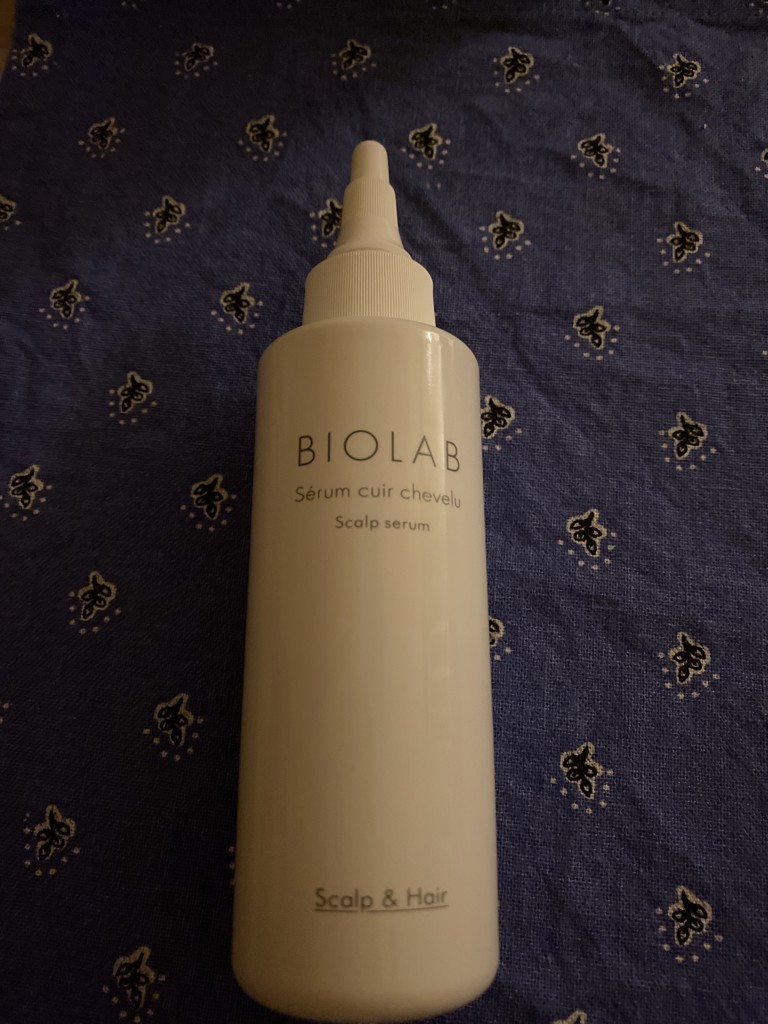 BIOLAB
Sérum cuir chevelu
Scalp serum
Scalp & Hair